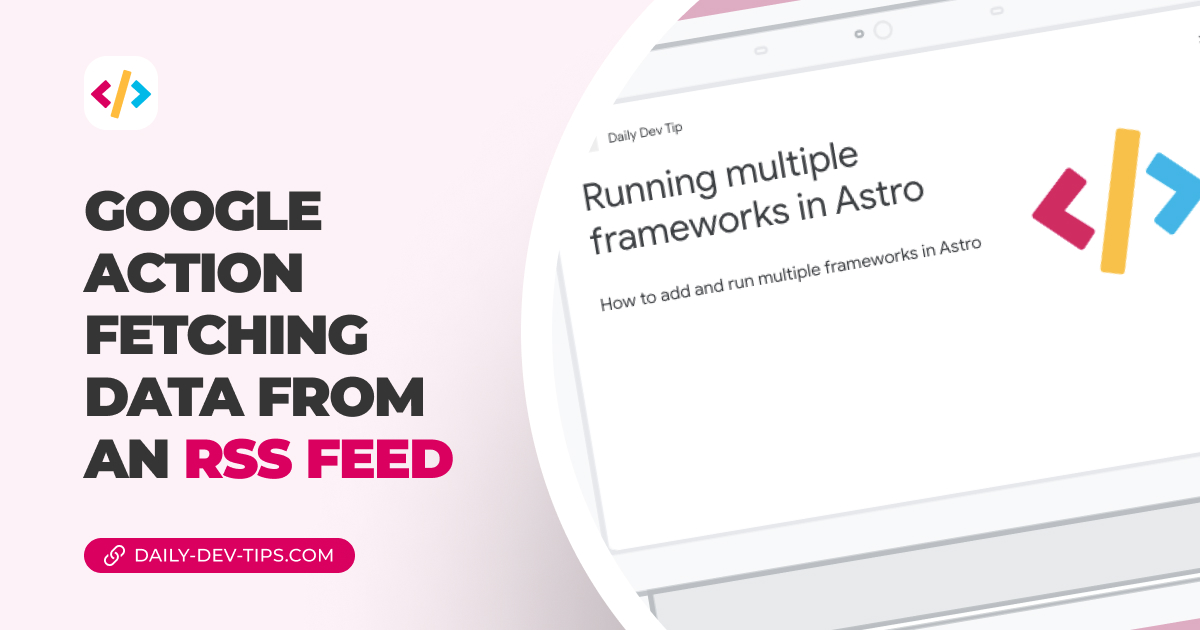 GOOGLE
ACTION
FETCHING
DATA FROM
AN RSS FEED
DAILY-DEV-TIPS.COM
Daily Dev Tip
Running multiple
frameworks in Astro
How to add and run multiple frameworks in Astro